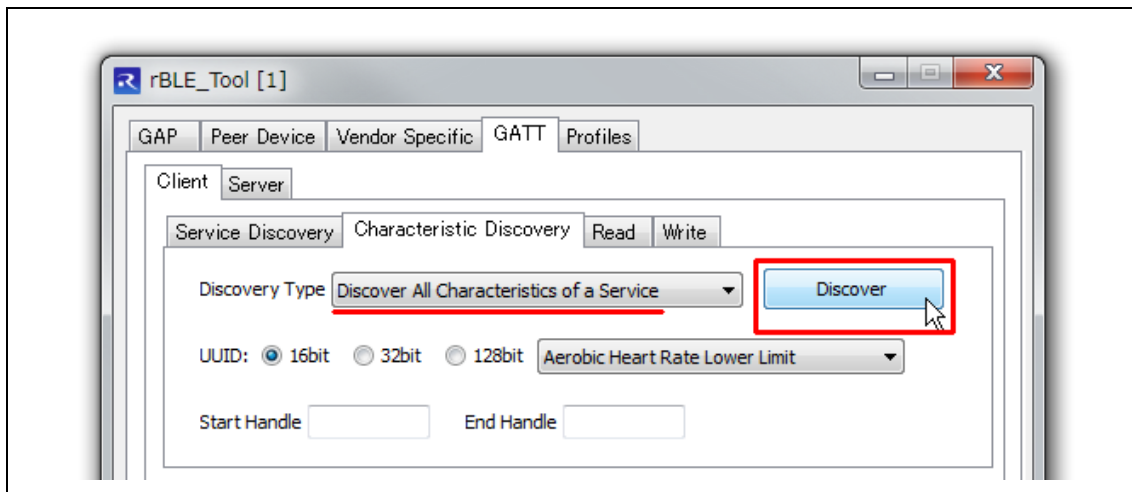 rBLE_Tool [1]
GAP Peer Device Vendor Specific GATT Profiles
Client Server
Service Discovery Characteristic Discovery Read Write
Discovery Type Discover All Characteristics of a Service Discover
UUID: 16bit 32bit 128bit Aerobic Heart Rate Lower Limit
Start Handle End Handle